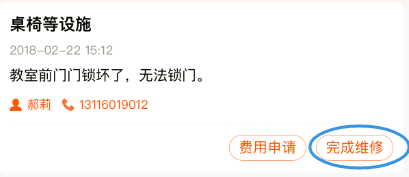 桌椅等设施
2018-02-22 15:12
教室前门门锁坏了，无法锁门。
郝莉 13116019012
费用申请 完成维修